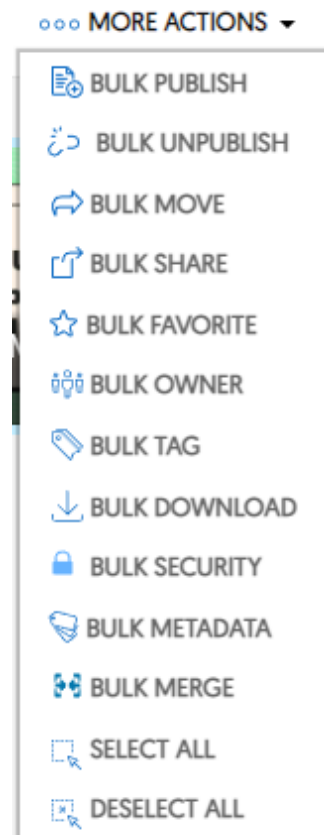 MORE ACTIONS
BULK PUBLISH
BULK UNPUBLISH
BULK MOVE
BULK SHARE
BULK FAVORITE
BULK OWNER
BULK TAG
BULK DOWNLOAD
BULK SECURITY
BULK METADATA
BULK MERGE
SELECT ALL
DESELECT ALL